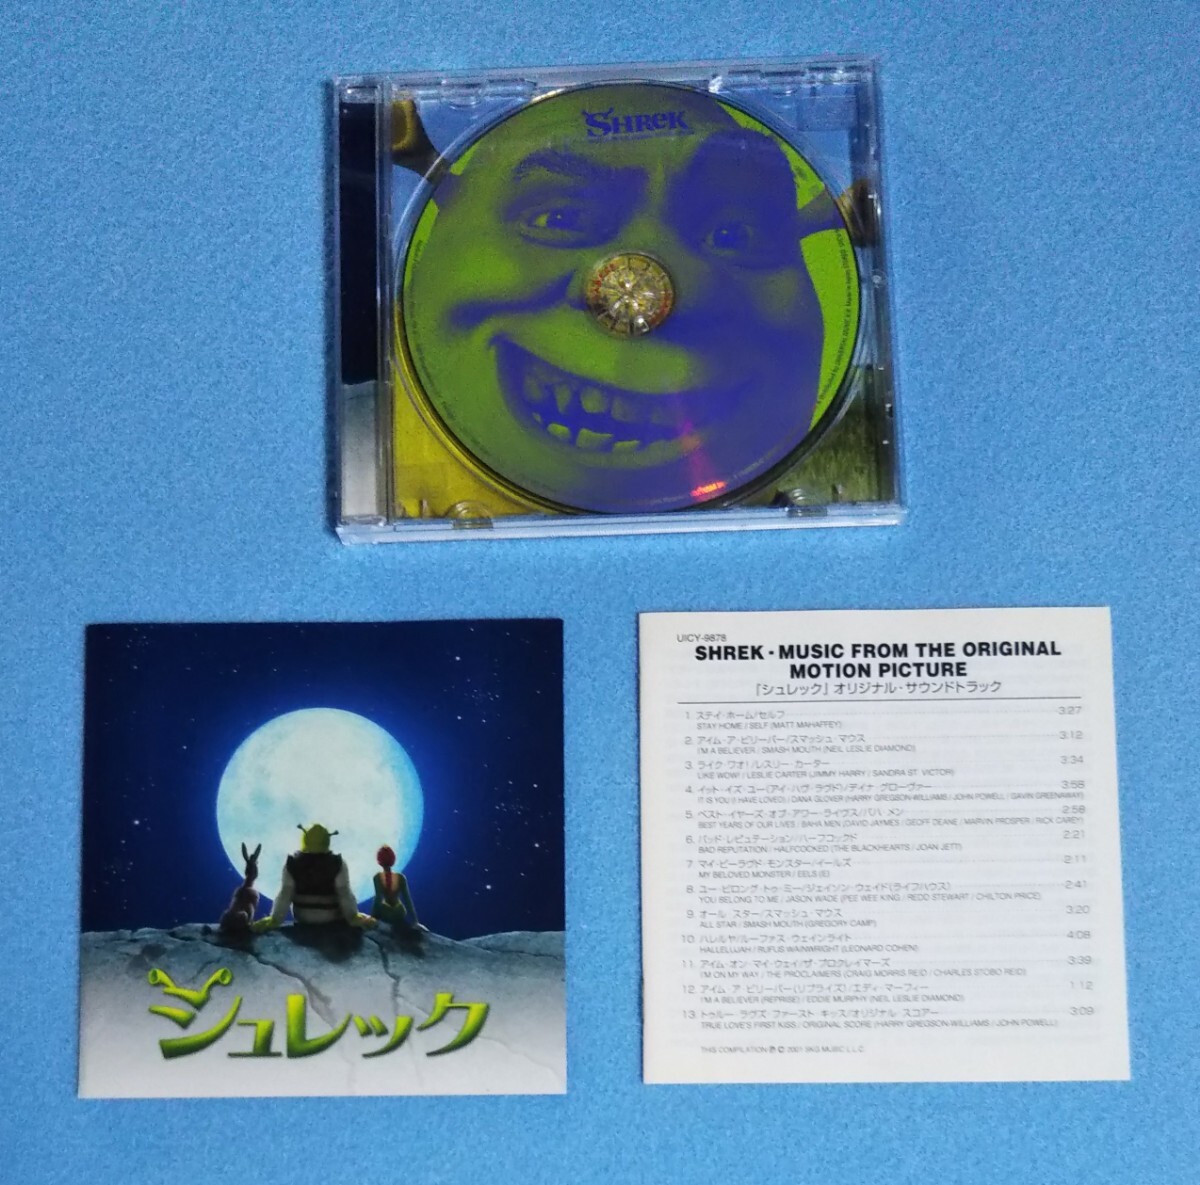 SHReK
シュレック
UICY-9878
SHREK・MUSIC FROM THE ORIGINAL
MOTION PICTURE
『シュレック』オリジナル・サウンドトラック
1. ステイ・ホーム/セルフ 3:27
STAY HOME / SELF (MATT MAHAFFEY)
2. アイム・ア・ビリーバー/スマッシュ・マウス 3:12
I'M A BELIEVER / SMASH MOUTH (NEIL LESLIE DIAMOND)
3. ライク・ワオ!/レスリー・カーター 3:34
LIKE WOW! / LESLIE CARTER (JIMMY HARRY / SANDRA ST. VICTOR)
4. イット・イズ・ユー(アイ・ハヴ・ラヴド)/デイナ・グローヴァー 3:58
IT IS YOU (I HAVE LOVED) / DANA GLOVER (HARRY GREGSON-WILLIAMS / JOHN POWELL / GAVIN GREENAWAY)
5. ベスト・イヤーズ・オブ・アワー・ライヴス/バハ・メン 2:58
BEST YEARS OF OUR LIVES / BAHA MEN (DAVID JAYMES / GEOFF DEANE / MARVIN PROSPER / RICK CAREY)
6. バッド・レピュテーション/ハーフコックド 2:21
BAD REPUTATION / HALFCOCKED (THE BLACKHEARTS / JOAN JETT)
7. マイ・ビーラヴド・モンスター/イールズ 2:11
MY BELOVED MONSTER / EELS (E)
8. ユー・ビロング・トゥ・ミー/ジェイソン・ウェイド(ライフハウス) 2:41
YOU BELONG TO ME / JASON WADE (PEE WEE KING / REDD STEWART / CHILTON PRICE)
9. オール・スター/スマッシュ・マウス 3:20
ALL STAR / SMASH MOUTH (GREGORY CAMP)
10. ハレルヤ/ルーファス・ウェインライト 4:08
HALLELUJAH / RUFUS WAINWRIGHT (LEONARD COHEN)
11. アイム・オン・マイ・ウェイ/ザ・プロクレイマーズ 3:39
I'M ON MY WAY / THE PROCLAIMERS (CRAIG MORRIS REID / CHARLES STOBO REID)
12. アイム・ア・ビリーバー(リプライズ)/エディ・マーフィー 1:12
I'M A BELIEVER (REPRISE) / EDDIE MURPHY (NEIL LESLIE DIAMOND)
13. トゥルー・ラヴズ・ファースト・キッス/オリジナル・スコアー 3:09
TRUE LOVE'S FIRST KISS / ORIGINAL SCORE (HARRY GREGSON-WILLIAMS / JOHN POWELL)
THIS COMPILATION ℗ © 2001 SKG MUSIC L.L.C.